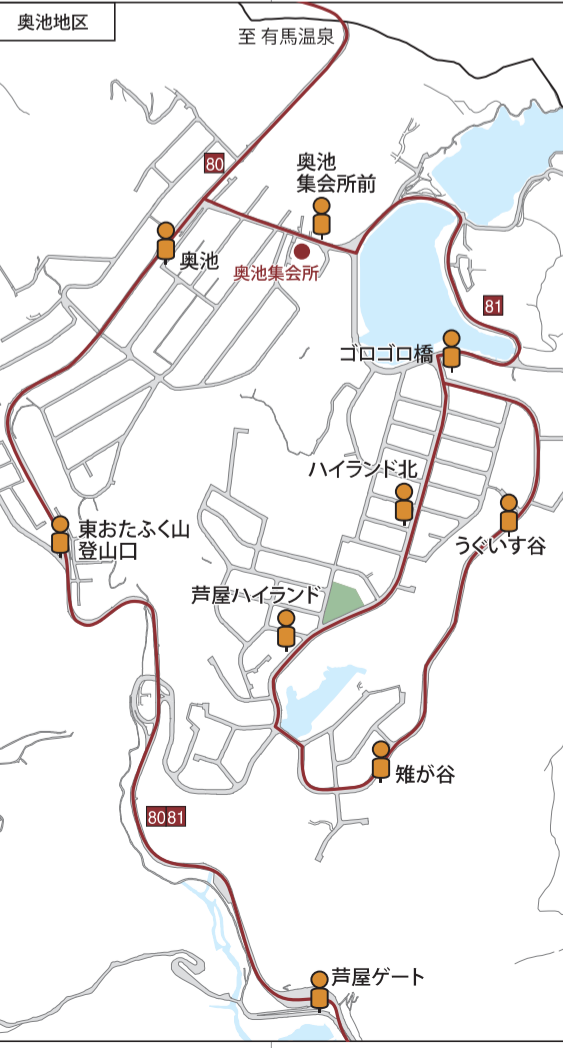 奥池地区
至 有馬温泉
80
奥池
集会所前
奥池
奥池集会所
81
ゴロゴロ橋
ハイランド北
うぐいす谷
東おたふく山
登山口
芦屋ハイランド
雉が谷
80 81
芦屋ゲート